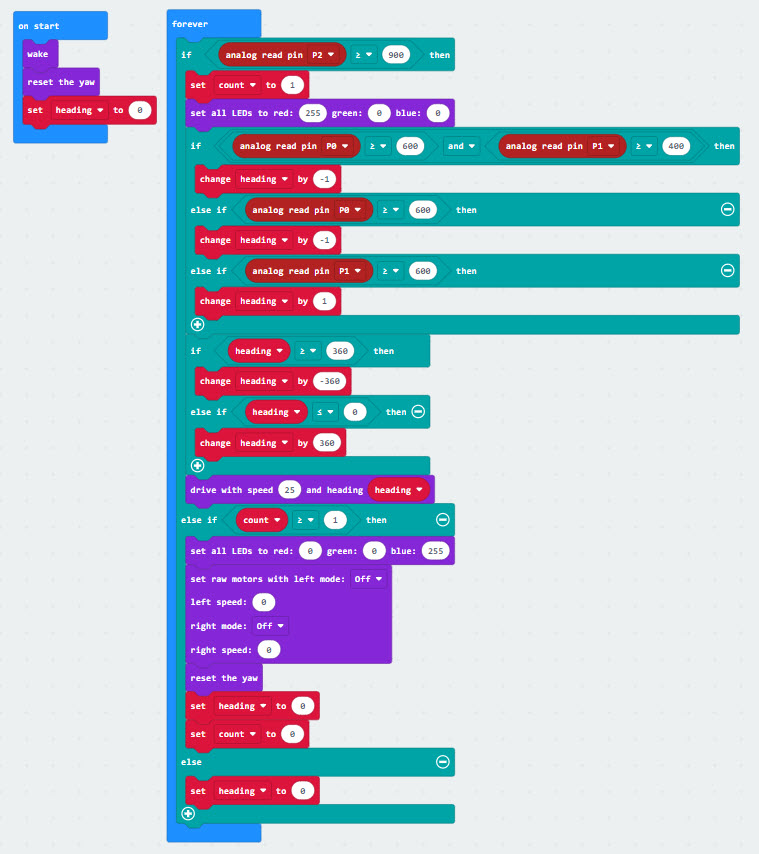 on start
wake
reset the yaw
set heading to 0
forever
if analog read pin P2 ≥ 900 then
set count to 1
set all LEDs to red: 255 green: 0 blue: 0
if analog read pin P0 ≥ 600 and analog read pin P1 ≥ 400 then
change heading by -1
else if analog read pin P0 ≥ 600 then
change heading by -1
else if analog read pin P1 ≥ 600 then
change heading by 1
if heading ≥ 360 then
change heading by -360
else if heading ≤ 0 then
change heading by 360
drive with speed 25 and heading heading
else if count ≥ 1 then
set all LEDs to red: 0 green: 0 blue: 255
set raw motors with left mode: Off
left speed: 0
right mode: Off
right speed: 0
reset the yaw
set heading to 0
set count to 0
else
set heading to 0